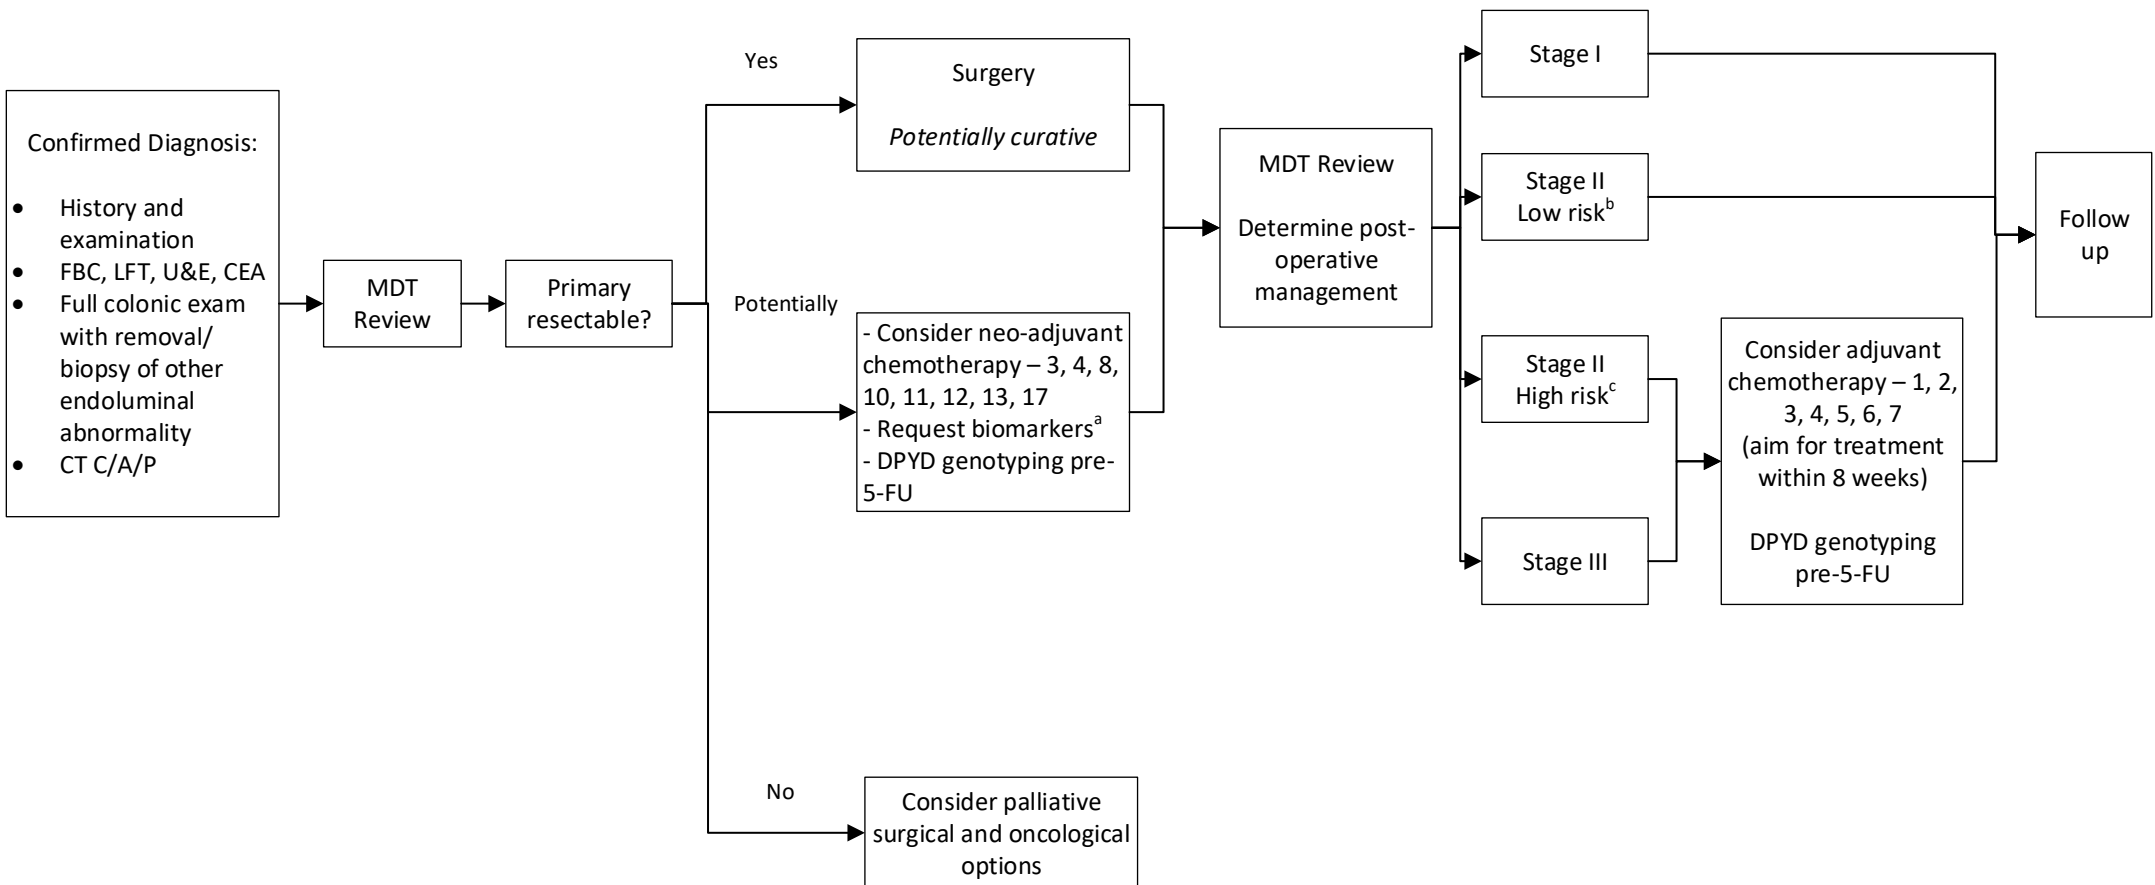 Confirmed Diagnosis:
• History and
examination
• FBC, LFT, U&E, CEA
• Full colonic exam
with removal/
biopsy of other
endoluminal
abnormality
• CT C/A/P
MDT
Review
Primary
resectable?
Yes
Surgery
Potentially curative
Potentially
- Consider neo-adjuvant
chemotherapy – 3, 4, 8,
10, 11, 12, 13, 17
- Request biomarkersᵃ
- DPYD genotyping pre-
5-FU
No
Consider palliative
surgical and oncological
options
MDT Review
Determine post-
operative
management
Stage I
Stage II
Low riskᵇ
Stage II
High riskᶜ
Stage III
Consider adjuvant
chemotherapy – 1, 2,
3, 4, 5, 6, 7
(aim for treatment
within 8 weeks)
DPYD genotyping
pre-5-FU
Follow
up